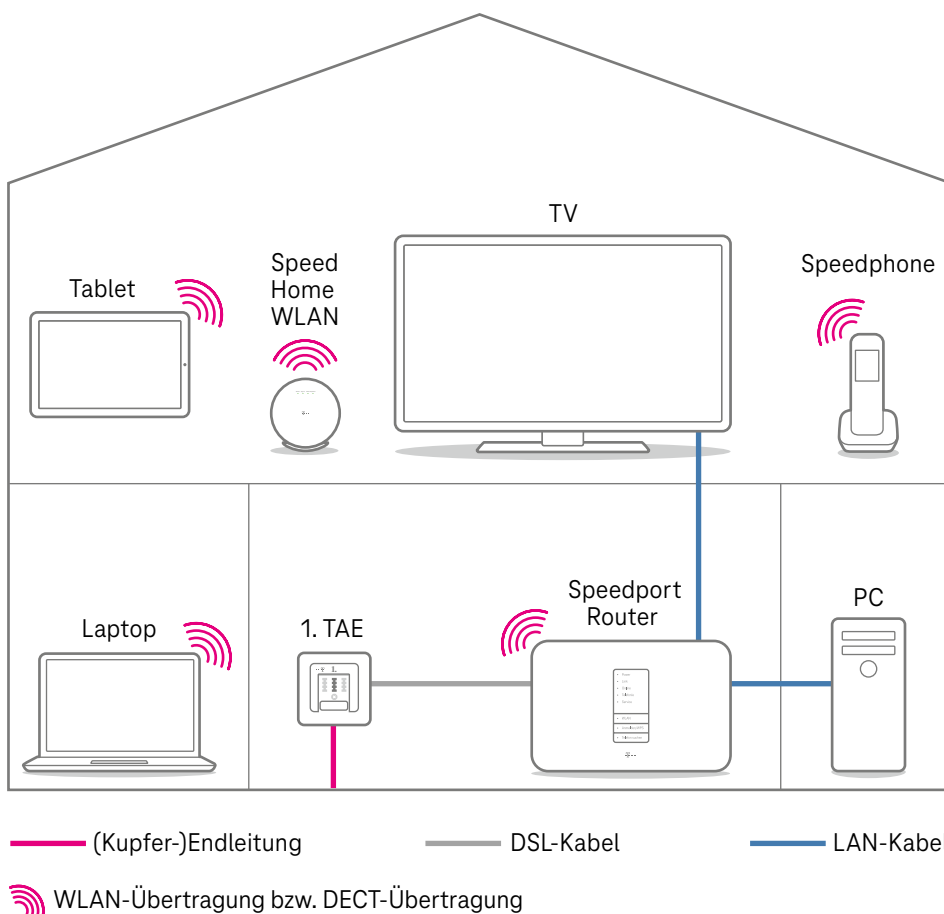 TV
Speed
Home
WLAN
Speedphone
Tablet
Speedport
Router
PC
Laptop
1. TAE
1.
(Kupfer-)Endleitung
DSL-Kabel
LAN-Kabel
WLAN-Übertragung bzw. DECT-Übertragung